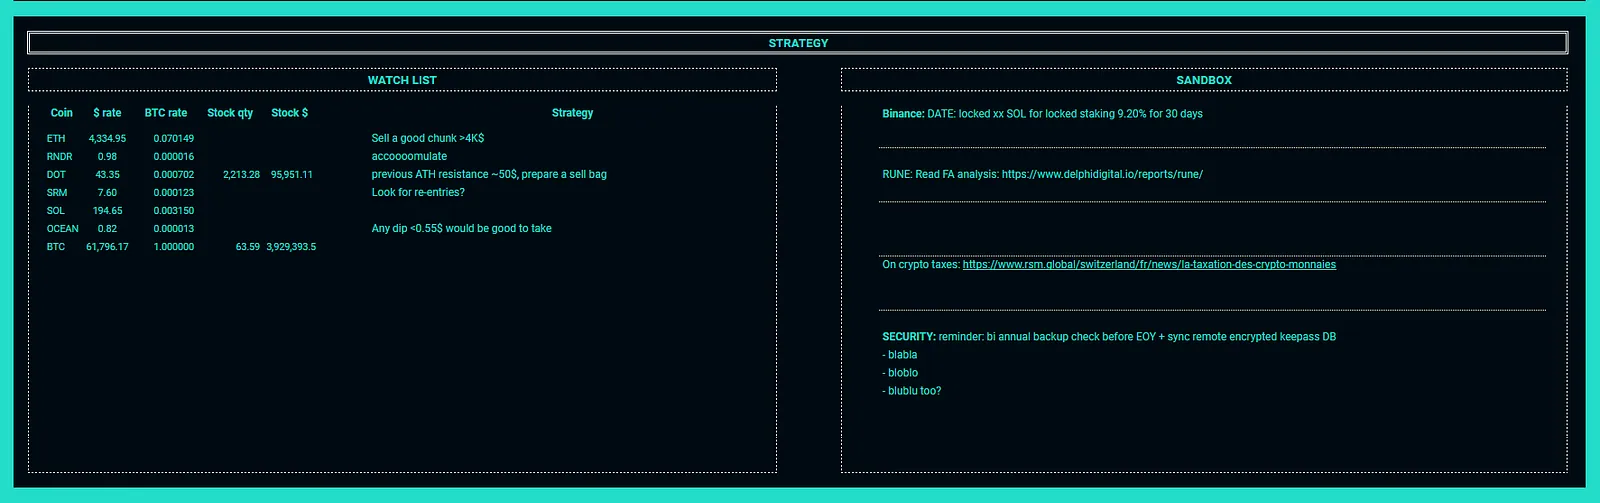 STRATEGY
WATCH LIST
Coin $ rate BTC rate Stock qty Stock $ Strategy
ETH 4,334.95 0.070149 Sell a good chunk >4K$
RNDR 0.98 0.000016 accoooomulate
DOT 43.35 0.000702 2,213.28 95,951.11 previous ATH resistance ~50$, prepare a sell bag
SRM 7.60 0.000123 Look for re-entries?
SOL 194.65 0.003150
OCEAN 0.82 0.000013 Any dip <0.55$ would be good to take
BTC 61,796.17 1.000000 63.59 3,929,393.5
SANDBOX
Binance: DATE: locked xx SOL for locked staking 9.20% for 30 days
RUNE: Read FA analysis: https://www.delphidigital.io/reports/rune/
On crypto taxes: https://www.rsm.global/switzerland/fr/news/la-taxation-des-crypto-monnaies
SECURITY: reminder: bi annual backup check before EOY + sync remote encrypted keepass DB
- blabla
- bloblo
- blublu too?